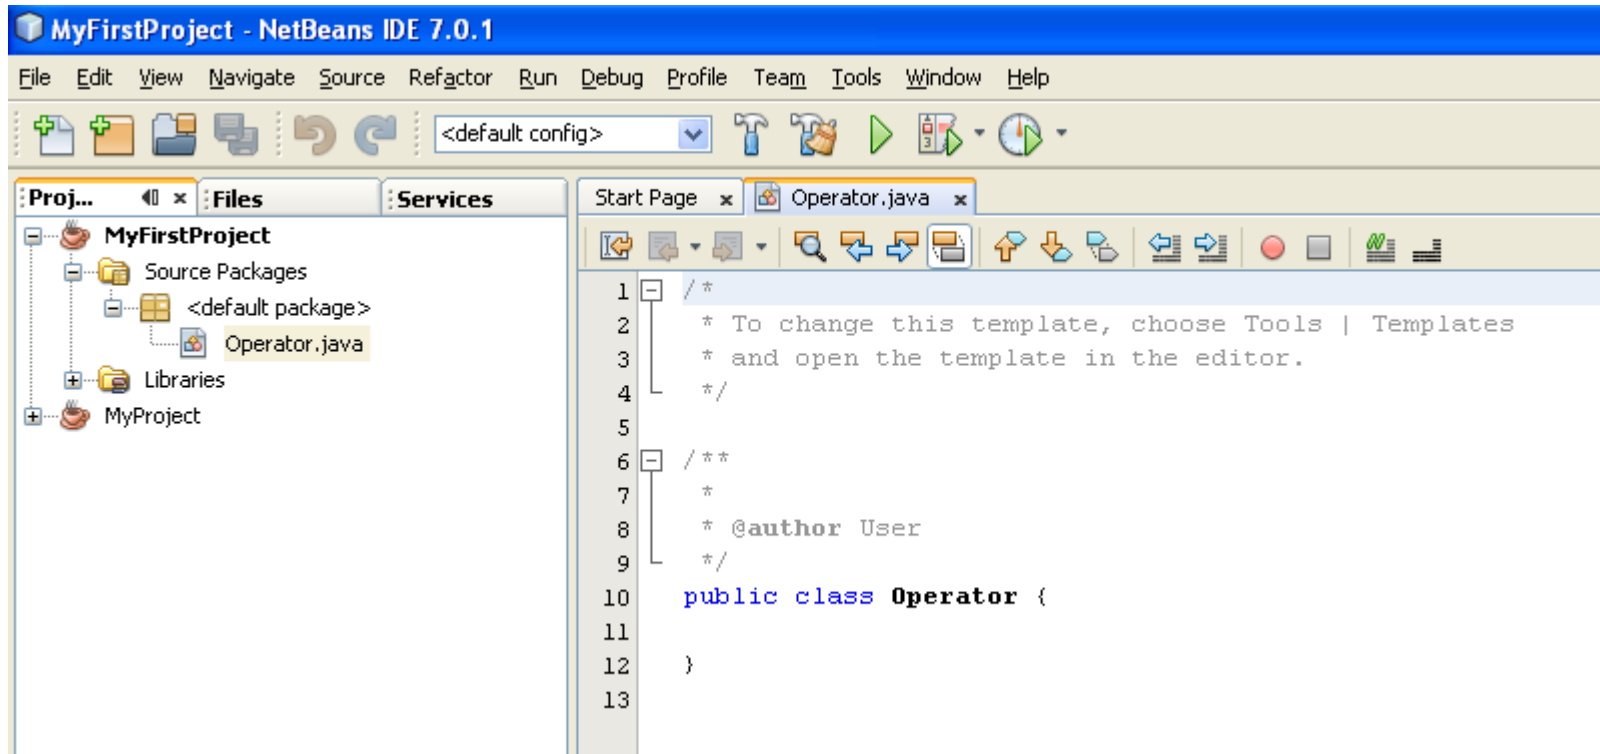 MyFirstProject - NetBeans IDE 7.0.1
File Edit View Navigate Source Refactor Run Debug Profile Team Tools Window Help
<default config>
Proj... Files Services
Start Page Operator.java
MyFirstProject
Source Packages
<default package>
Operator.java
Libraries
MyProject
1 /*
2 * To change this template, choose Tools | Templates
3 * and open the template in the editor.
4 */
5
6 /**
7 *
8 * @author User
9 */
10 public class Operator {
11
12 }
13